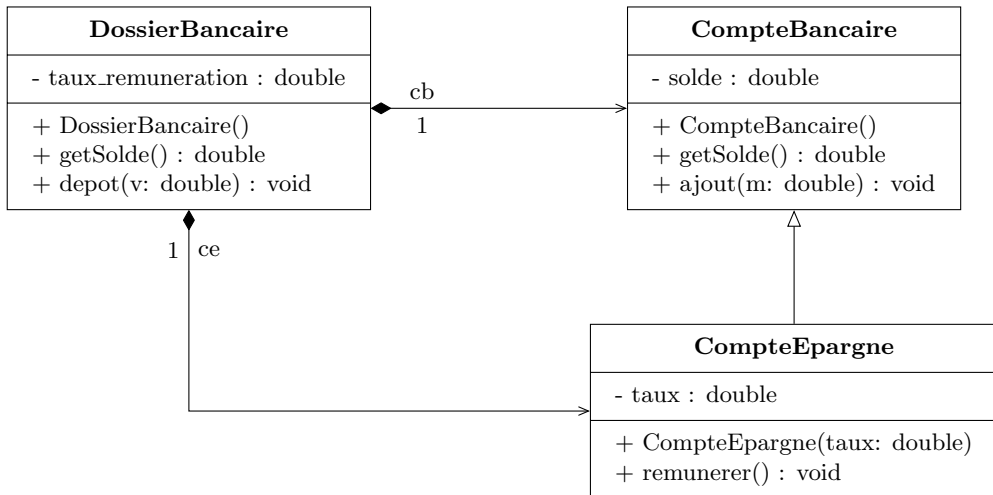 DossierBancaire
- taux_remuneration : double
+ DossierBancaire()
+ getSolde() : double
+ depot(v: double) : void
cb
1
CompteBancaire
- solde : double
+ CompteBancaire()
+ getSolde() : double
+ ajout(m: double) : void
1 ce
CompteEpargne
- taux : double
+ CompteEpargne(taux: double)
+ remunerer() : void